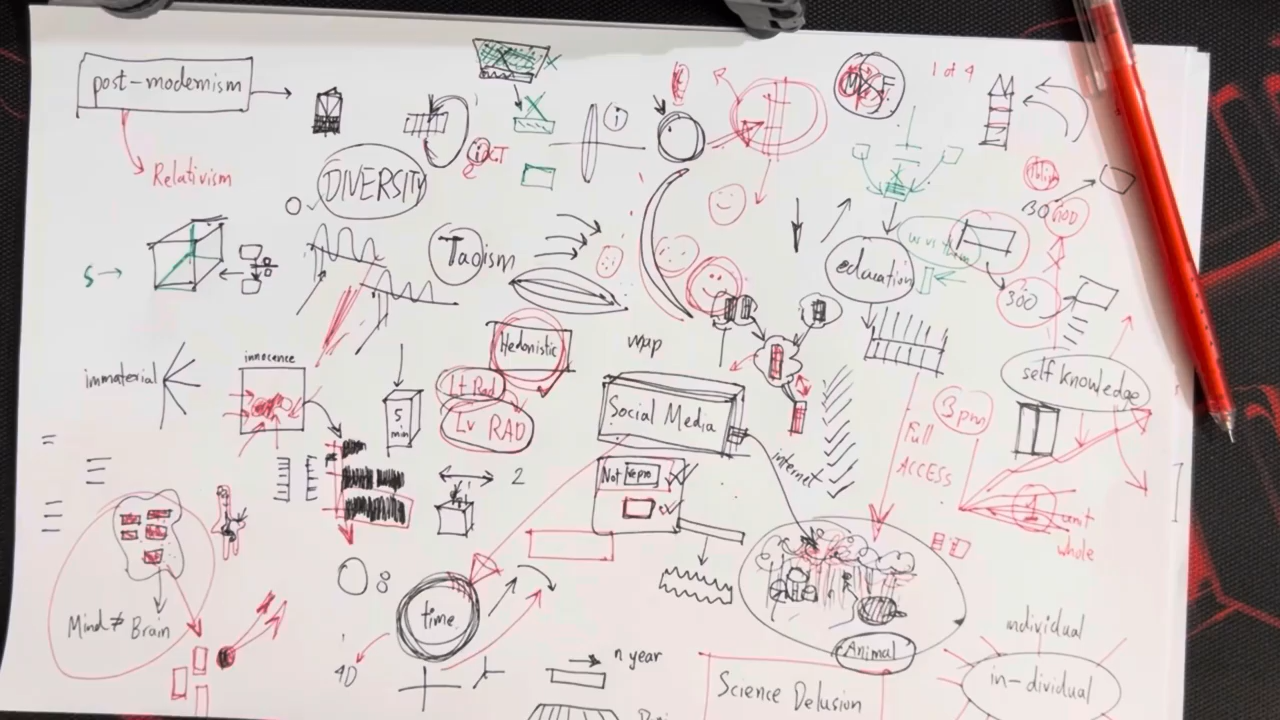 post-modernism
Relativism
i
DIVERSITY
i
M
F
1 of 4
30
S
Taoism
education
300
immaterial
innocence
5
min
Hedonistic
Lt Rad
Lv RAD
map
Social Media
self knowledge
3pm
Full
ACCESS
internet
Not repro
2
whole
Mind ≠ Brain
time
4D
n year
Animal
Science Delusion
individual
in-dividual